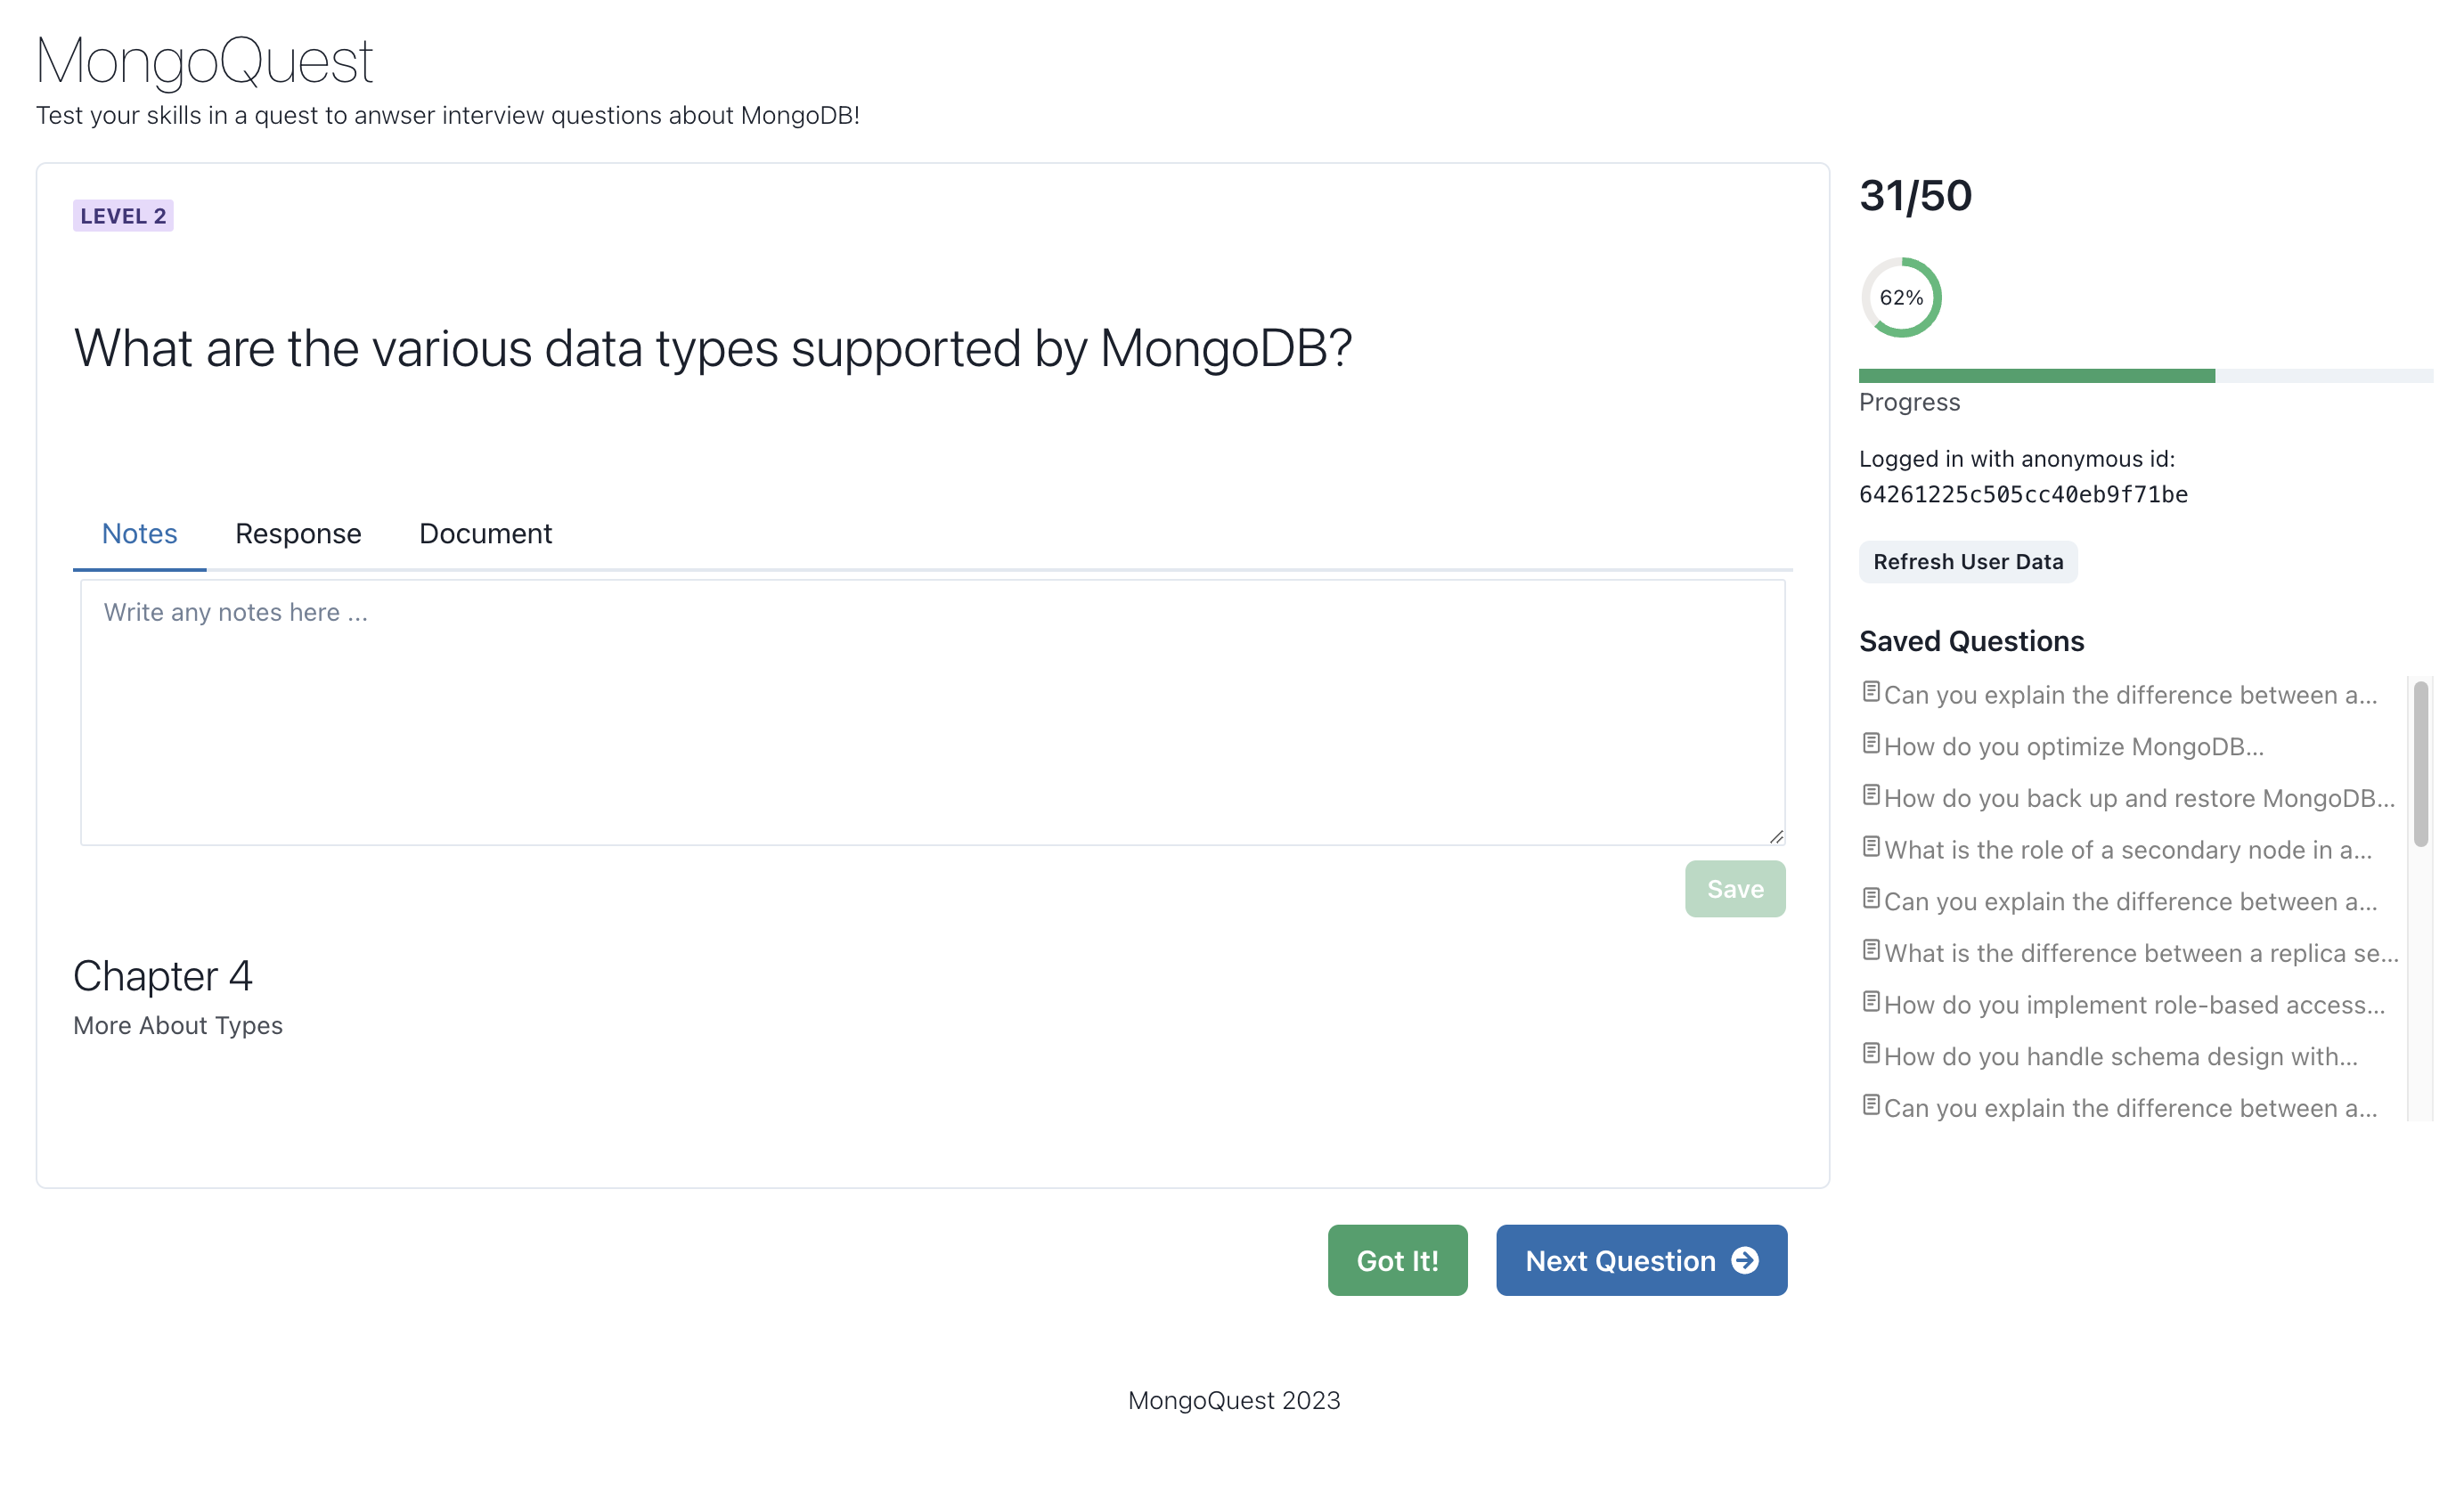 MongoQuest
Test your skills in a quest to anwser interview questions about MongoDB!
LEVEL 2
What are the various data types supported by MongoDB?
Notes
Response
Document
Write any notes here ...
Save
Chapter 4
More About Types
Got It!
Next Question
31/50
62%
Progress
Logged in with anonymous id:
64261225c505cc40eb9f71be
Refresh User Data
Saved Questions
Can you explain the difference between a...
How do you optimize MongoDB...
How do you back up and restore MongoDB...
What is the role of a secondary node in a...
Can you explain the difference between a...
What is the difference between a replica se...
How do you implement role-based access...
How do you handle schema design with...
Can you explain the difference between a...
MongoQuest 2023